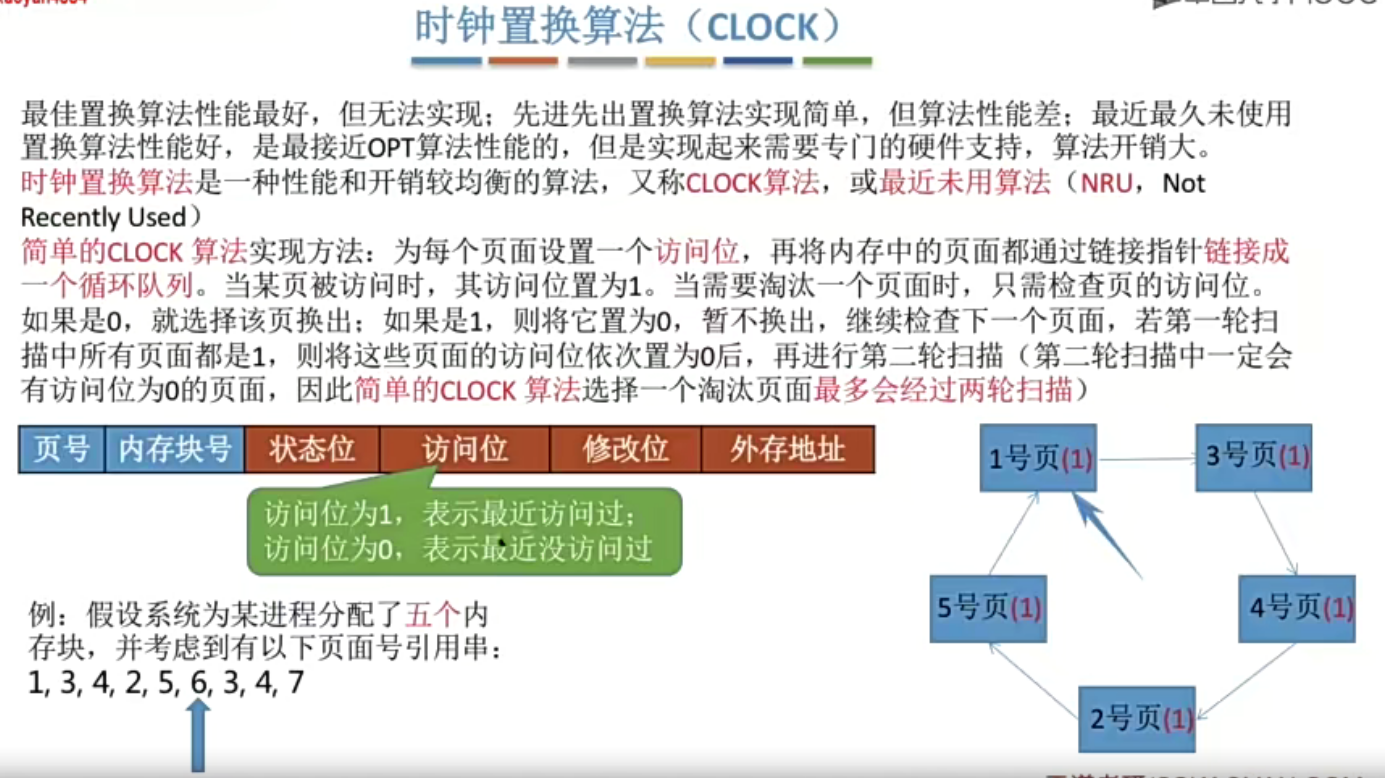 时钟置换算法（CLOCK）
最佳置换算法性能最好，但无法实现；先进先出置换算法实现简单，但算法性能差；最近最久未使用
置换算法性能好，是最接近OPT算法性能的，但是实现起来需要专门的硬件支持，算法开销大。
时钟置换算法是一种性能和开销较均衡的算法，又称CLOCK算法，或最近未用算法（NRU，Not
Recently Used）
简单的CLOCK 算法实现方法：为每个页面设置一个访问位，再将内存中的页面都通过链接指针链接成
一个循环队列。当某页被访问时，其访问位置为1。当需要淘汰一个页面时，只需检查页的访问位。
如果是0，就选择该页换出；如果是1，则将它置为0，暂不换出，继续检查下一个页面，若第一轮扫
描中所有页面都是1，则将这些页面的访问位依次置为0后，再进行第二轮扫描（第二轮扫描中一定会
有访问位为0的页面，因此简单的CLOCK 算法选择一个淘汰页面最多会经过两轮扫描）
页号 内存块号 状态位 访问位 修改位 外存地址
访问位为1，表示最近访问过；
访问位为0，表示最近没访问过
例：假设系统为某进程分配了五个内
存块，并考虑到有以下页面号引用串：
1, 3, 4, 2, 5, 6, 3, 4, 7
1号页(1)
3号页(1)
5号页(1)
4号页(1)
2号页(1)